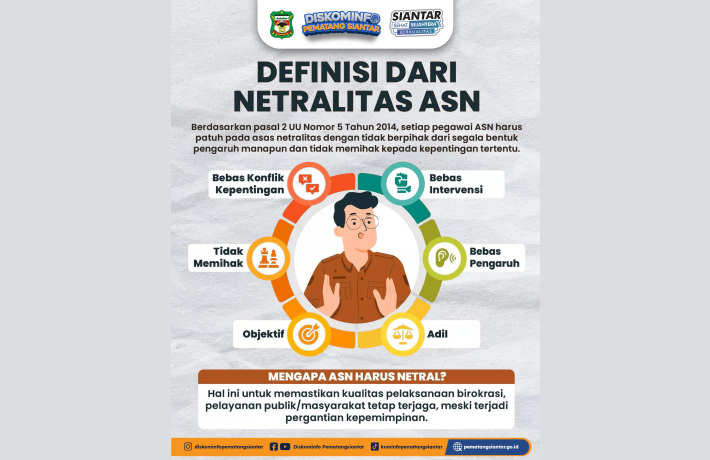 DISKOMINFO
PEMATANG SIANTAR
SIANTAR
SEHAT SEJAHTERA
BERKUALITAS
DEFINISI DARI
NETRALITAS ASN
Berdasarkan pasal 2 UU Nomor 5 Tahun 2014, setiap pegawai ASN harus
patuh pada asas netralitas dengan tidak berpihak dari segala bentuk
pengaruh manapun dan tidak memihak kepada kepentingan tertentu.
Bebas Konflik
Kepentingan
Bebas
Intervensi
Tidak
Memihak
Bebas
Pengaruh
Objektif
Adil
MENGAPA ASN HARUS NETRAL?
Hal ini untuk memastikan kualitas pelaksanaan birokrasi,
pelayanan publik/masyarakat tetap terjaga, meski terjadi
pergantian kepemimpinan.
diskominfopematangsiantar
Diskominfo Pematangsiantar
kominfopematangsiantar
pematangsiantar.go.id